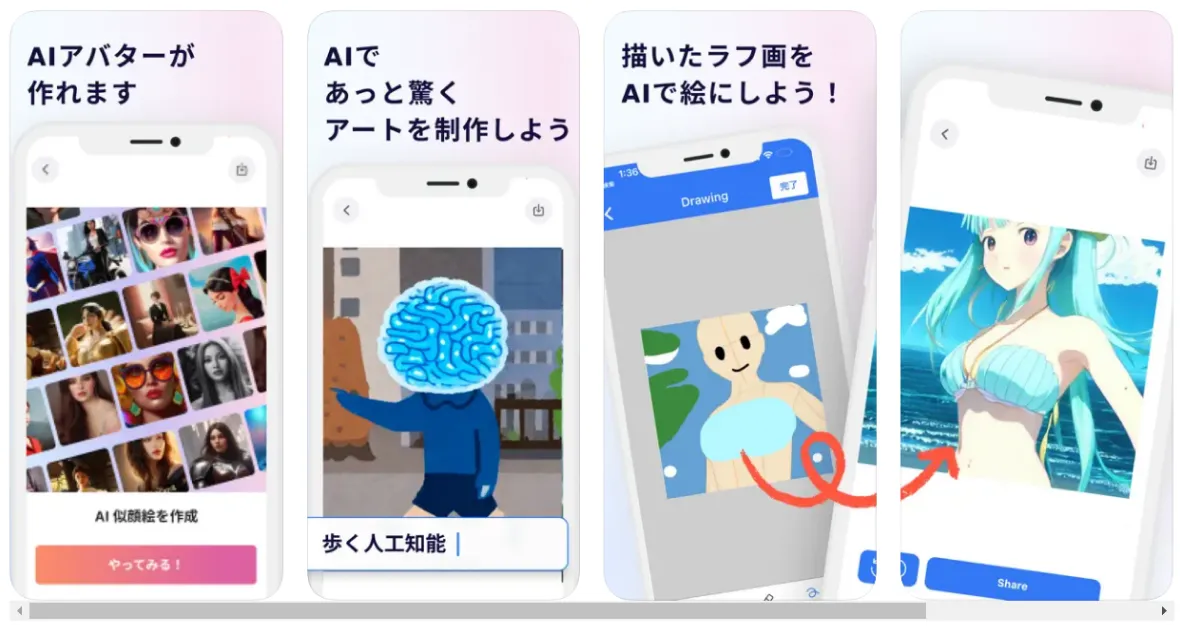 AIアバターが
作れます
AI 似顔絵を作成
やってみる！
AIで
あっと驚く
アートを制作しよう
歩く人工知能
描いたラフ画を
AIで絵にしよう！
1:36
Drawing
完了
Share